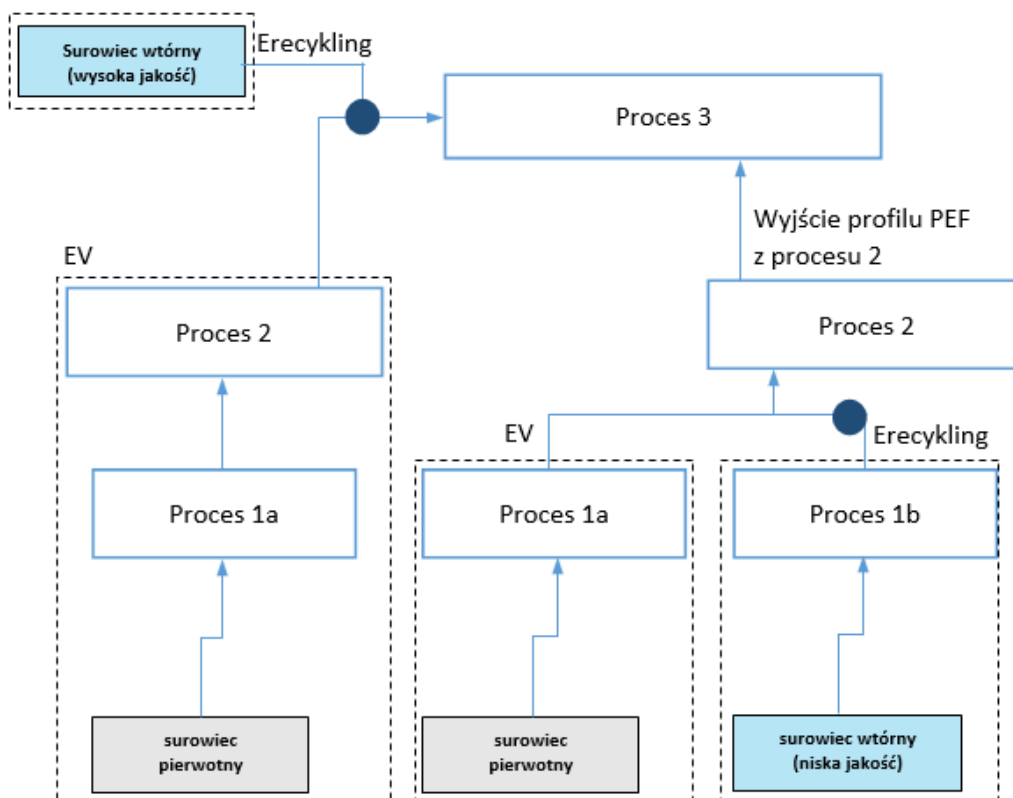 Surowiec wtórny
(wysoka jakość)
Erecykling
Proces 3
Wyjście profilu PEF
z procesu 2
EV
Proces 2
Proces 2
EV
Erecykling
Proces 1a
Proces 1a
Proces 1b
surowiec
pierwotny
surowiec
pierwotny
surowiec wtórny
(niska jakość)